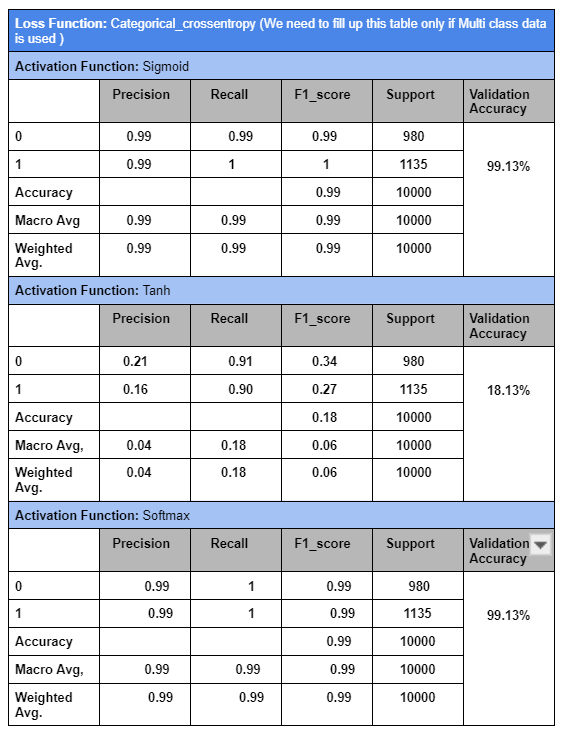 Loss Function: Categorical_crossentropy (We need to fill up this table only if Multi class data
is used )
Activation Function: Sigmoid
Precision Recall F1_score Support Validation
Accuracy
0 0.99 0.99 0.99 980
1 0.99 1 1 1135 99.13%
Accuracy 0.99 10000
Macro Avg 0.99 0.99 0.99 10000
Weighted 0.99 0.99 0.99 10000
Avg.
Activation Function: Tanh
Precision Recall F1_score Support Validation
Accuracy
0 0.21 0.91 0.34 980
1 0.16 0.90 0.27 1135 18.13%
Accuracy 0.18 10000
Macro Avg, 0.04 0.18 0.06 10000
Weighted 0.04 0.18 0.06 10000
Avg.
Activation Function: Softmax
Precision Recall F1_score Support Validation
Accuracy
0 0.99 1 0.99 980
1 0.99 1 0.99 1135 99.13%
Accuracy 0.99 10000
Macro Avg, 0.99 0.99 0.99 10000
Weighted 0.99 0.99 0.99 10000
Avg.